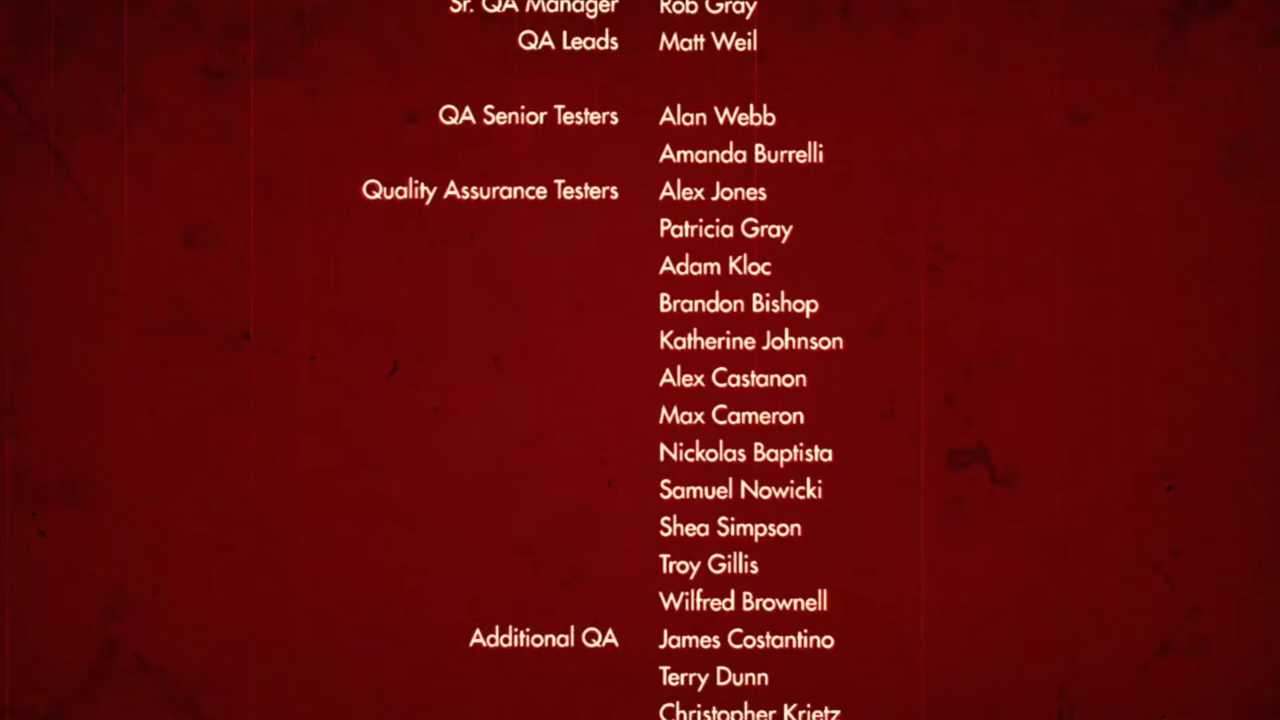 Sr. QA Manager Rob Gray
QA Leads Matt Weil
QA Senior Testers Alan Webb
Amanda Burrelli
Quality Assurance Testers Alex Jones
Patricia Gray
Adam Kloc
Brandon Bishop
Katherine Johnson
Alex Castanon
Max Cameron
Nickolas Baptista
Samuel Nowicki
Shea Simpson
Troy Gillis
Wilfred Brownell
Additional QA James Costantino
Terry Dunn
Christopher Krietz